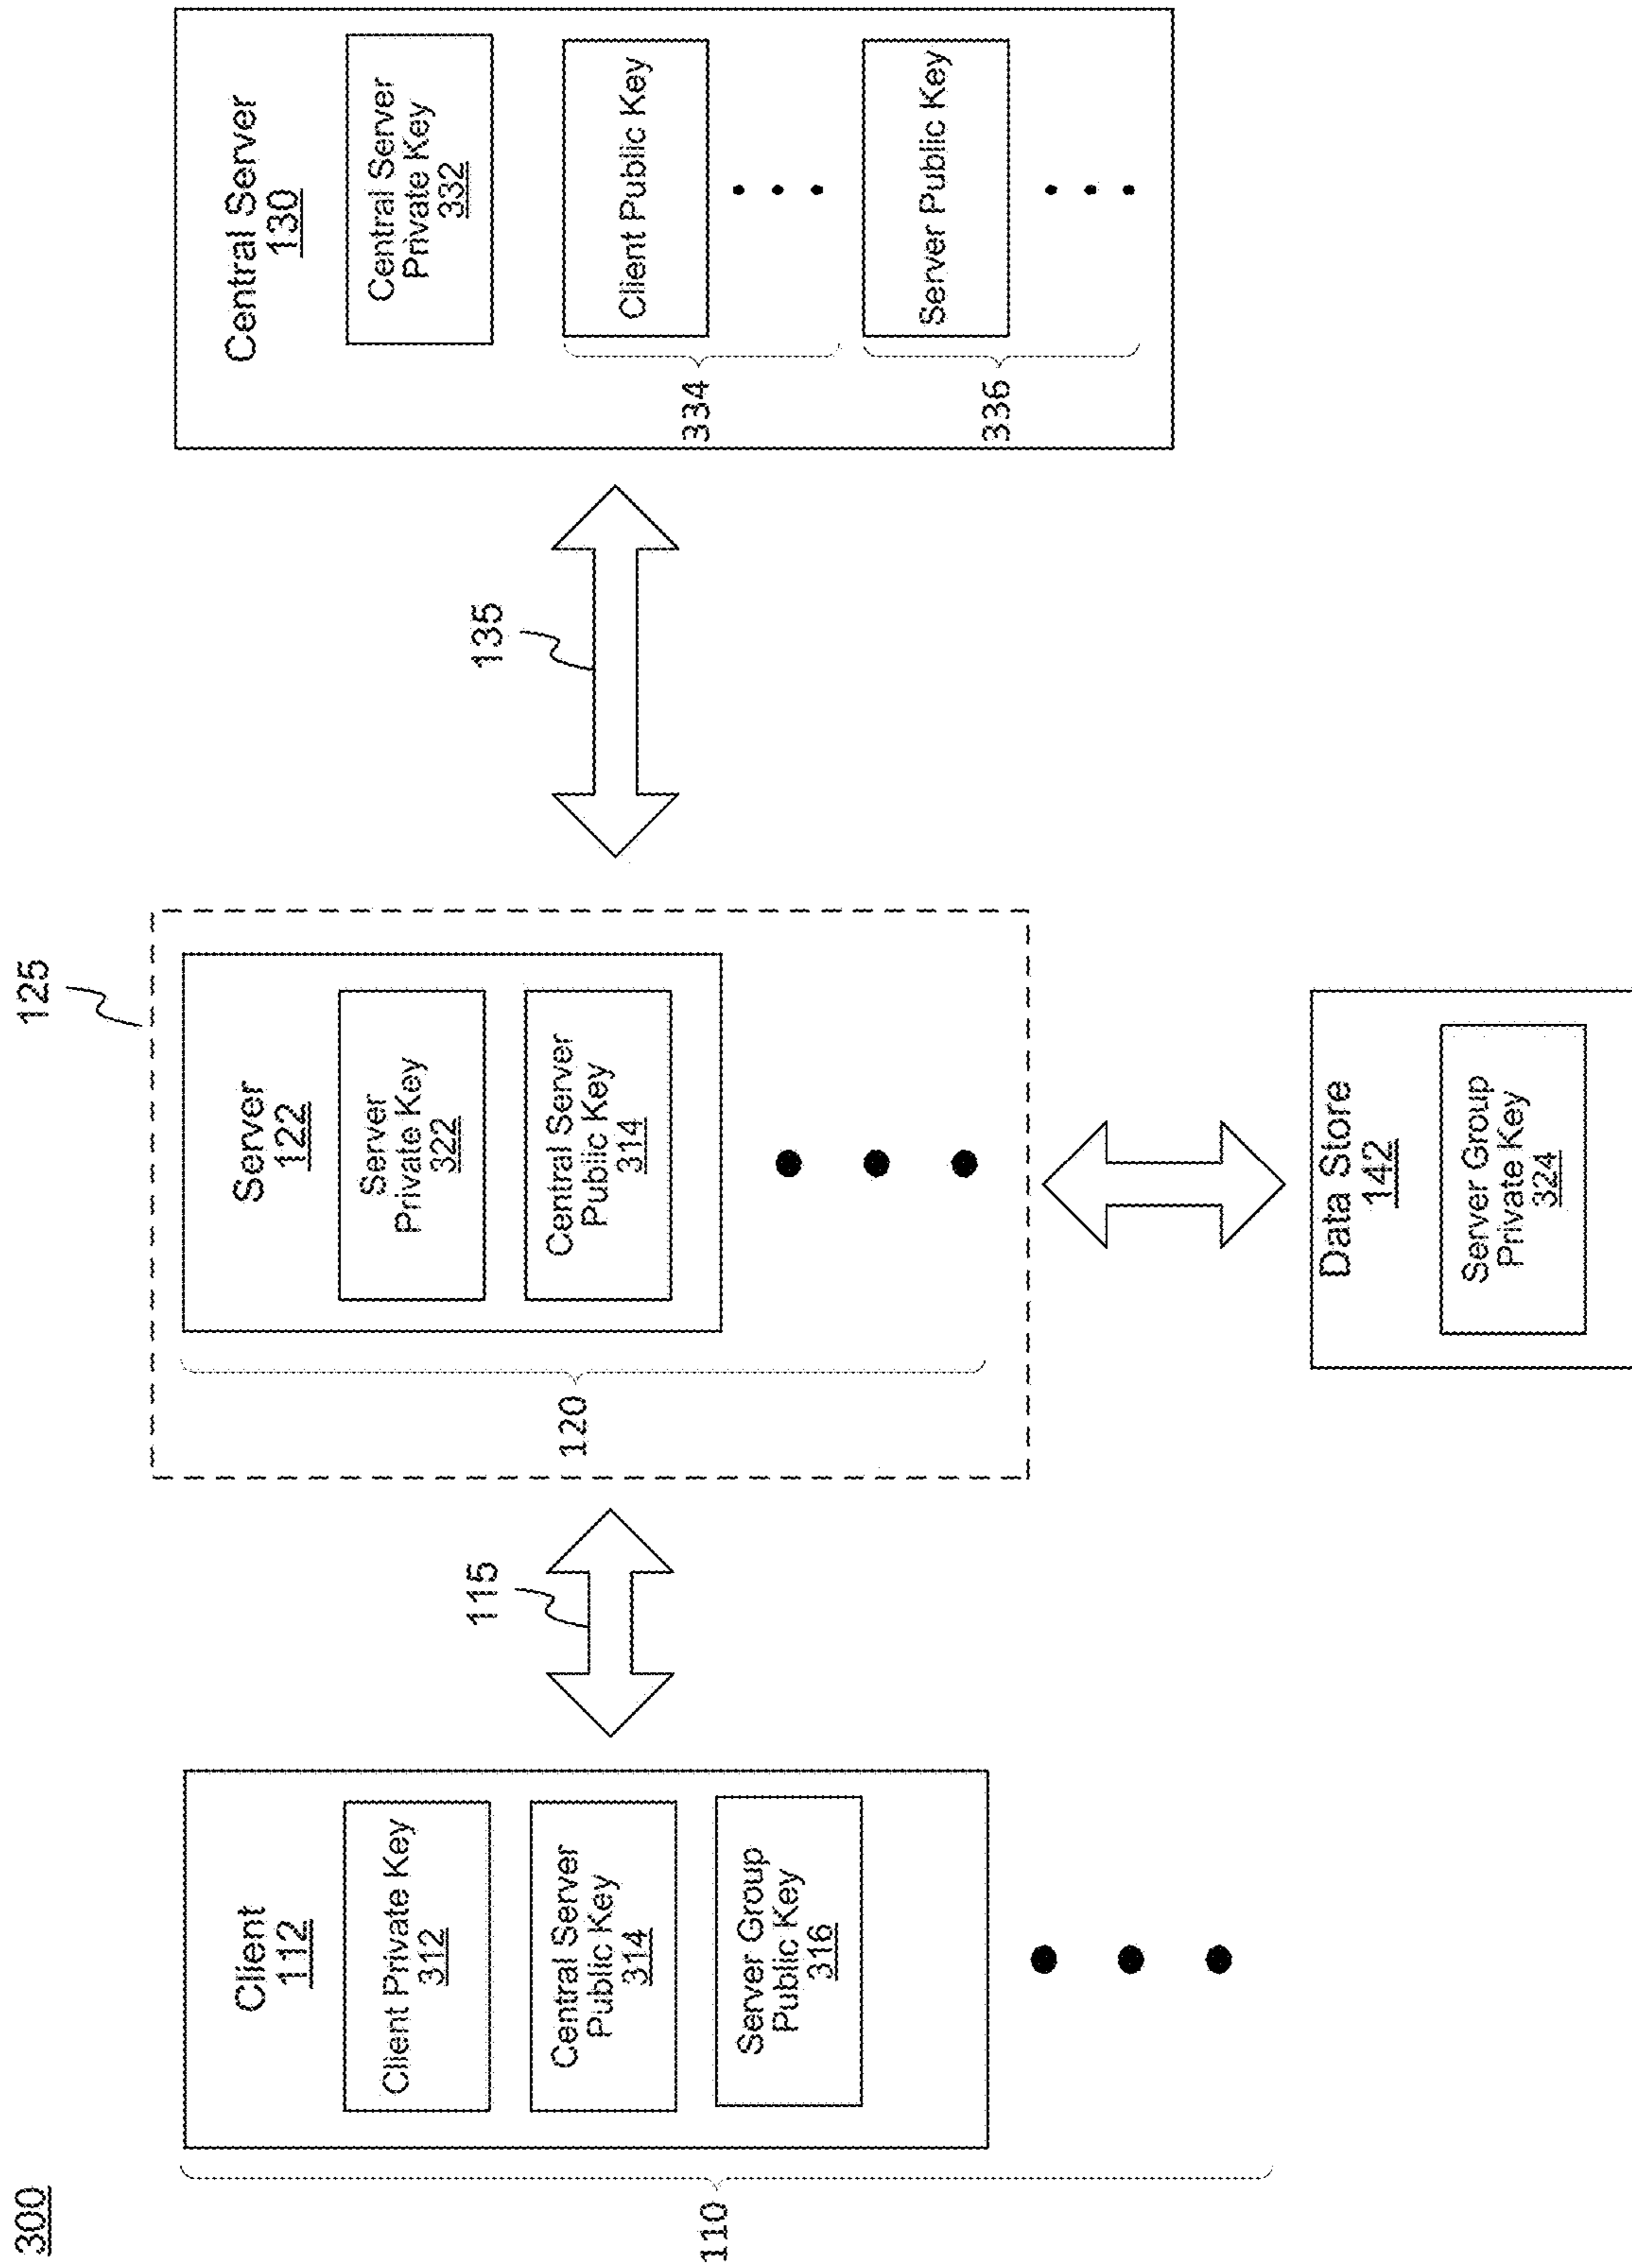 300
110
Client
112
Client Private Key
312
Central Server
Public Key
314
Server Group
Public Key
316
115
125
120
Server
122
Server
Private Key
322
Central Server
Public Key
314
Data Store
142
Server Group
Private Key
324
135
Central Server
130
Central Server
Private Key
332
334
Client Public Key
336
Server Public Key